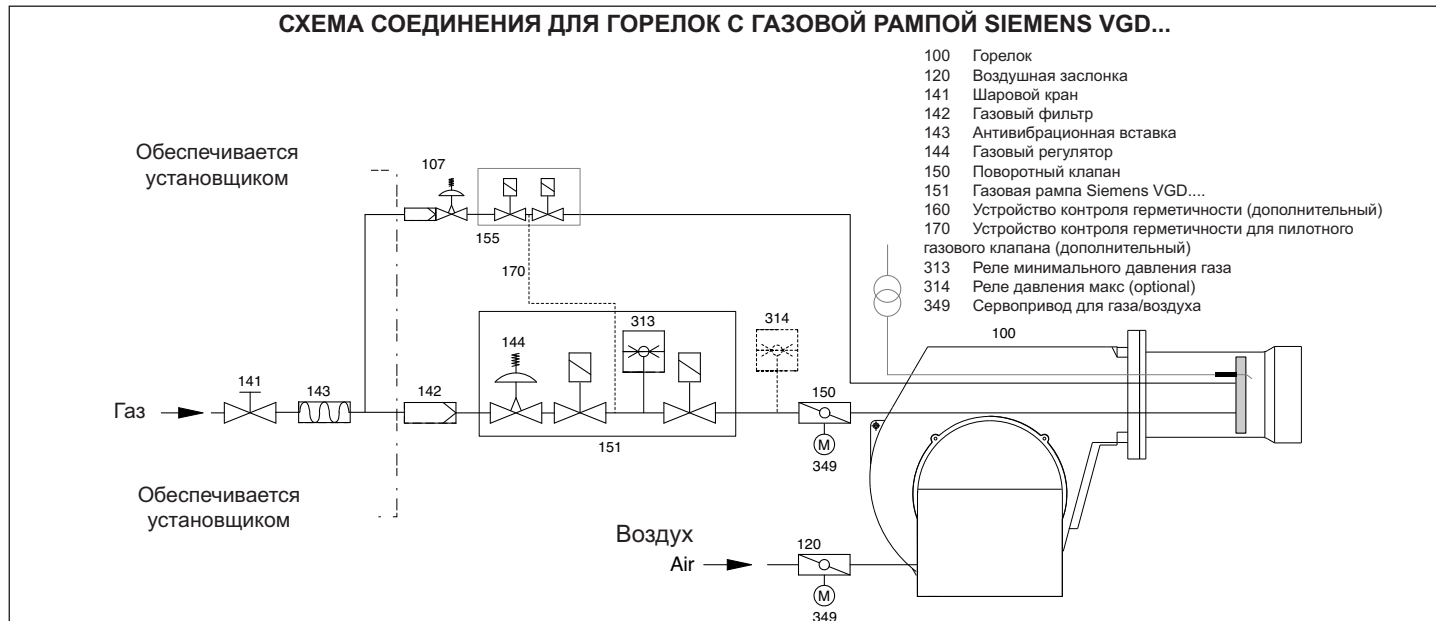 СХЕМА СОЕДИНЕНИЯ ДЛЯ ГОРЕЛОК С ГАЗОВОЙ РАМПОЙ SIEMENS VGD...
100 Горелок
120 Воздушная заслонка
141 Шаровой кран
142 Газовый фильтр
143 Антивибрационная вставка
144 Газовый регулятор
150 Поворотный клапан
151 Газовая рампа Siemens VGD....
160 Устройство контроля герметичности (дополнительный)
170 Устройство контроля герметичности для пилотного
газового клапана (дополнительный)
313 Реле минимального давления газа
314 Реле давления макс (optional)
349 Сервопривод для газа/воздуха
Обеспечивается
установщиком
107
155
170
313
314
100
144
141
143
142
150
Газ
151
M
349
Обеспечивается
установщиком
Воздух
120
Air
M
349